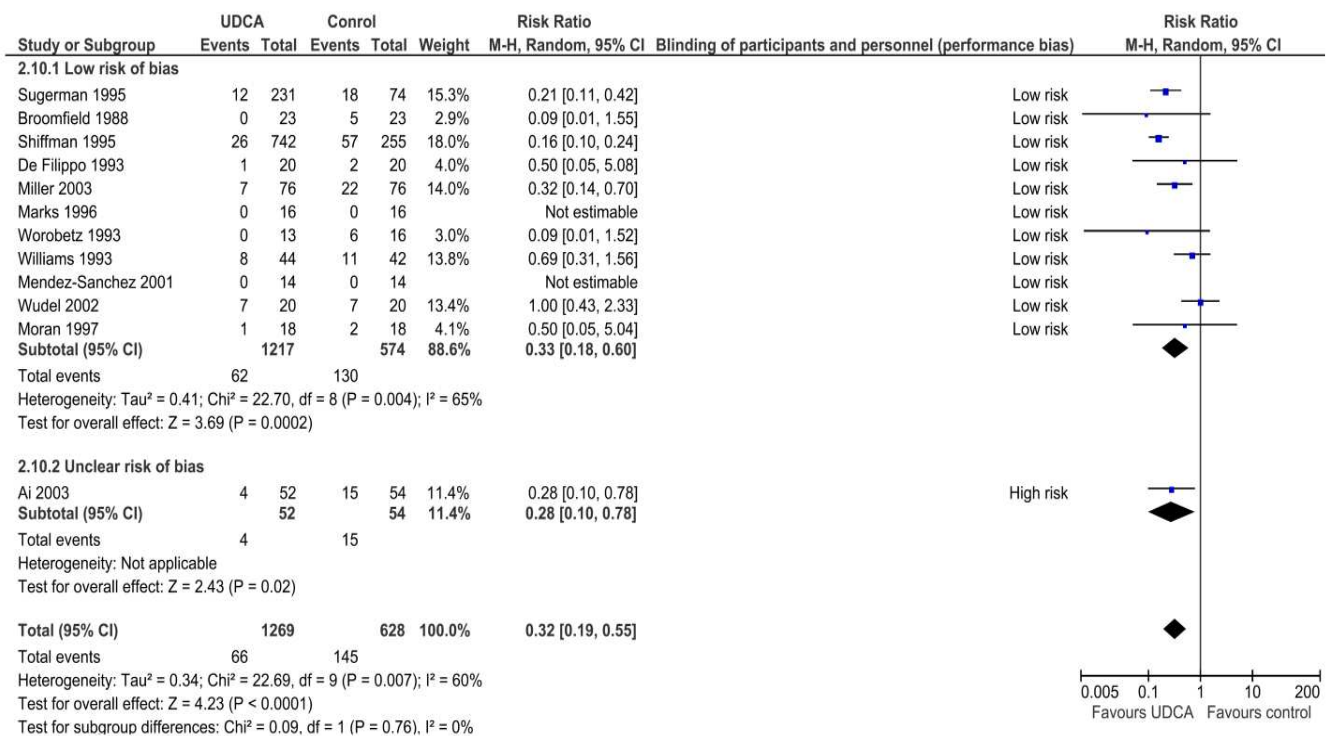 UDCA Conrol Risk Ratio Risk Ratio
Study or Subgroup Events Total Events Total Weight M-H, Random, 95% CI Blinding of participants and personnel (performance bias) M-H, Random, 95% CI
2.10.1 Low risk of bias
Sugerman 1995 12 231 18 74 15.3% 0.21 [0.11, 0.42] Low risk
Broomfield 1988 0 23 5 23 2.9% 0.09 [0.01, 1.55] Low risk
Shiffman 1995 26 742 57 255 18.0% 0.16 [0.10, 0.24] Low risk
De Filippo 1993 1 20 2 20 4.0% 0.50 [0.05, 5.08] Low risk
Miller 2003 7 76 22 76 14.0% 0.32 [0.14, 0.70] Low risk
Marks 1996 0 16 0 16 Not estimable Low risk
Worobetz 1993 0 13 6 16 3.0% 0.09 [0.01, 1.52] Low risk
Williams 1993 8 44 11 42 13.8% 0.69 [0.31, 1.56] Low risk
Mendez-Sanchez 2001 0 14 0 14 Not estimable Low risk
Wudel 2002 7 20 7 20 13.4% 1.00 [0.43, 2.33] Low risk
Moran 1997 1 18 2 18 4.1% 0.50 [0.05, 5.04] Low risk
Subtotal (95% CI) 1217 574 88.6% 0.33 [0.18, 0.60]
Total events 62 130
Heterogeneity: Tau² = 0.41; Chi² = 22.70, df = 8 (P = 0.004); I² = 65%
Test for overall effect: Z = 3.69 (P = 0.0002)
2.10.2 Unclear risk of bias
Ai 2003 4 52 15 54 11.4% 0.28 [0.10, 0.78] High risk
Subtotal (95% CI) 52 54 11.4% 0.28 [0.10, 0.78]
Total events 4 15
Heterogeneity: Not applicable
Test for overall effect: Z = 2.43 (P = 0.02)
Total (95% CI) 1269 628 100.0% 0.32 [0.19, 0.55]
Total events 66 145
Heterogeneity: Tau² = 0.34; Chi² = 22.69, df = 9 (P = 0.007); I² = 60%
Test for overall effect: Z = 4.23 (P < 0.0001)
Test for subgroup differences: Chi² = 0.09, df = 1 (P = 0.76), I² = 0%
0.005 0.1 1 10 200
Favours UDCA Favours control